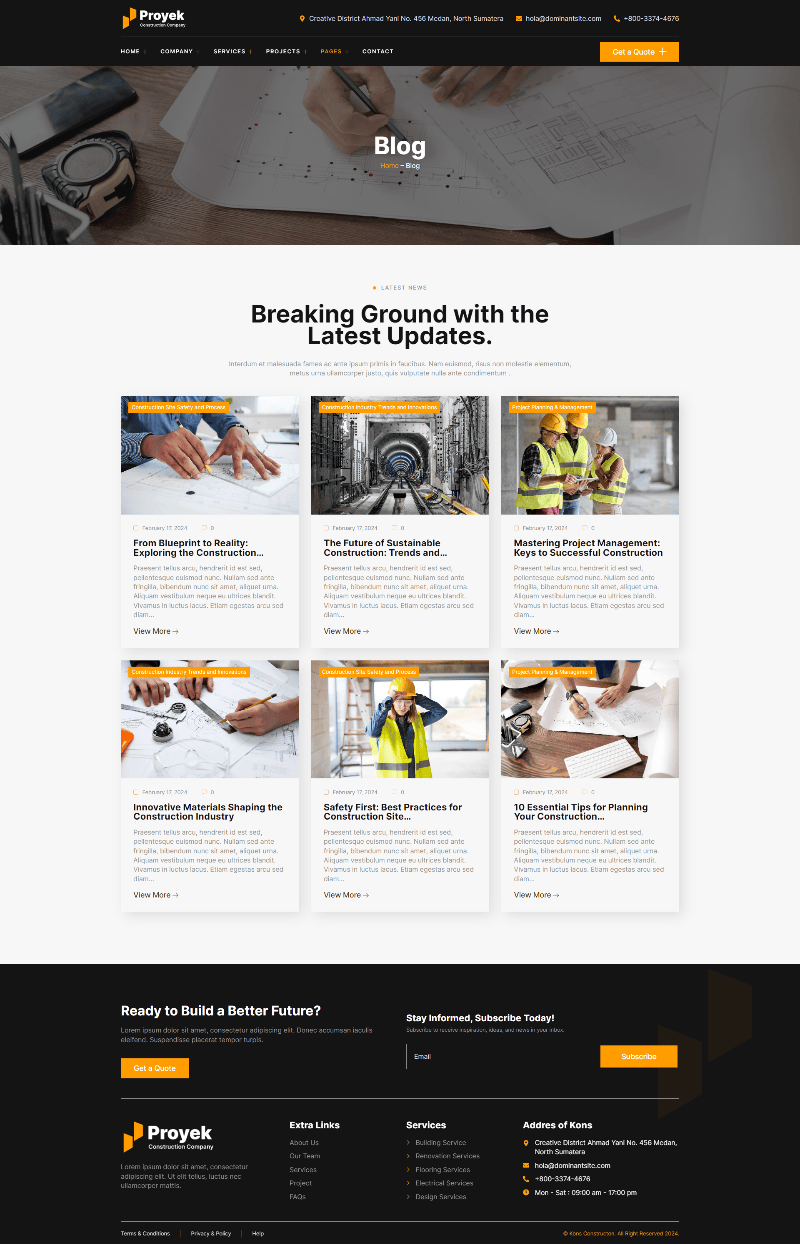 Proyek
Construction Company
Creative District Ahmad Yani No. 456 Medan, North Sumatera
hola@dominantsite.com
+800-3374-4676
HOME
COMPANY
SERVICES
PROJECTS
PAGES
CONTACT
Get a Quote
Blog
Home – Blog
LATEST NEWS
Breaking Ground with the
Latest Updates.
Interdum et malesuada fames ac ante ipsum primis in faucibus. Nam euismod, risus non molestie elementum,
metus urna ullamcorper justo, quis vulputate nulla ante condimentum .
Construction Site Safety and Process
February 17, 2024 0
From Blueprint to Reality:
Exploring the Construction...
Praesent tellus arcu, hendrerit id est sed,
pellentesque euismod nunc. Nullam sed ante
fringilla, bibendum nunc sit amet, aliquet urna.
Aliquam vestibulum neque eu ultrices blandit.
Vivamus in luctus lacus. Etiam egestas arcu sed
diam...
View More →
Construction Industry Trends and Innovations
February 17, 2024 0
The Future of Sustainable
Construction: Trends and...
Praesent tellus arcu, hendrerit id est sed,
pellentesque euismod nunc. Nullam sed ante
fringilla, bibendum nunc sit amet, aliquet urna.
Aliquam vestibulum neque eu ultrices blandit.
Vivamus in luctus lacus. Etiam egestas arcu sed
diam...
View More →
Project Planning & Management
February 17, 2024 0
Mastering Project Management:
Keys to Successful Construction
Praesent tellus arcu, hendrerit id est sed,
pellentesque euismod nunc. Nullam sed ante
fringilla, bibendum nunc sit amet, aliquet urna.
Aliquam vestibulum neque eu ultrices blandit.
Vivamus in luctus lacus. Etiam egestas arcu sed
diam...
View More →
Construction Industry Trends and Innovations
February 17, 2024 0
Innovative Materials Shaping the
Construction Industry
Praesent tellus arcu, hendrerit id est sed,
pellentesque euismod nunc. Nullam sed ante
fringilla, bibendum nunc sit amet, aliquet urna.
Aliquam vestibulum neque eu ultrices blandit.
Vivamus in luctus lacus. Etiam egestas arcu sed
diam...
View More →
Construction Site Safety and Process
February 17, 2024 0
Safety First: Best Practices for
Construction Site...
Praesent tellus arcu, hendrerit id est sed,
pellentesque euismod nunc. Nullam sed ante
fringilla, bibendum nunc sit amet, aliquet urna.
Aliquam vestibulum neque eu ultrices blandit.
Vivamus in luctus lacus. Etiam egestas arcu sed
diam...
View More →
Project Planning & Management
February 17, 2024 0
10 Essential Tips for Planning
Your Construction...
Praesent tellus arcu, hendrerit id est sed,
pellentesque euismod nunc. Nullam sed ante
fringilla, bibendum nunc sit amet, aliquet urna.
Aliquam vestibulum neque eu ultrices blandit.
Vivamus in luctus lacus. Etiam egestas arcu sed
diam...
View More →
Ready to Build a Better Future?
Lorem ipsum dolor sit amet, consectetur adipiscing elit. Donec accumsan iaculis
eleifend. Suspendisse placerat tempor turpis.
Get a Quote
Stay Informed, Subscribe Today!
Subscribe to receive inspiration, ideas, and news in your inbox.
Email
Subscribe
Proyek
Construction Company
Lorem ipsum dolor sit amet, consectetur
adipiscing elit. Ut elit tellus, luctus nec
ullamcorper mattis.
Extra Links
About Us
Our Team
Services
Project
FAQs
Services
Building Service
Renovation Services
Flooring Services
Electrical Services
Design Services
Addres of Kons
Creative District Ahmad Yani No. 456 Medan,
North Sumatera
hola@dominantsite.com
+800-3374-4676
Mon - Sat : 09:00 am - 17:00 pm
Terms & Conditions
Privacy & Policy
Help
© Kons Constructon. All Right Reserved 2024.